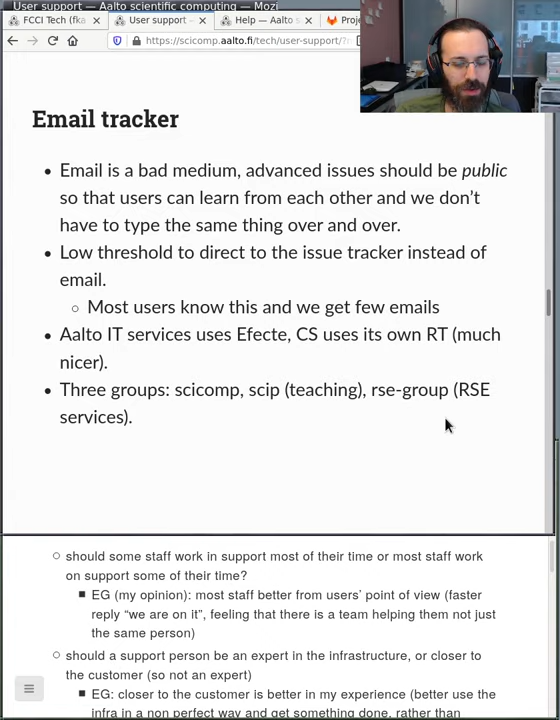 User support — Aalto scientific computing — Mozi
FCCI Tech (fka
User support
Help — Aalto s
Proje
https://scicomp.aalto.fi/tech/user-support/?
Email tracker
• Email is a bad medium, advanced issues should be public
so that users can learn from each other and we don’t
have to type the same thing over and over.
• Low threshold to direct to the issue tracker instead of
email.
○ Most users know this and we get few emails
• Aalto IT services uses Efecte, CS uses its own RT (much
nicer).
• Three groups: scicomp, scip (teaching), rse-group (RSE
services).
○ should some staff work in support most of their time or most staff work
on support some of their time?
■ EG (my opinion): most staff better from users’ point of view (faster
reply “we are on it”, feeling that there is a team helping them not just
the same person)
○ should a support person be an expert in the infrastructure, or closer to
the customer (so not an expert)
■ EG: closer to the customer is better in my experience (better use the
infra in a non perfect way and get something done, rather than